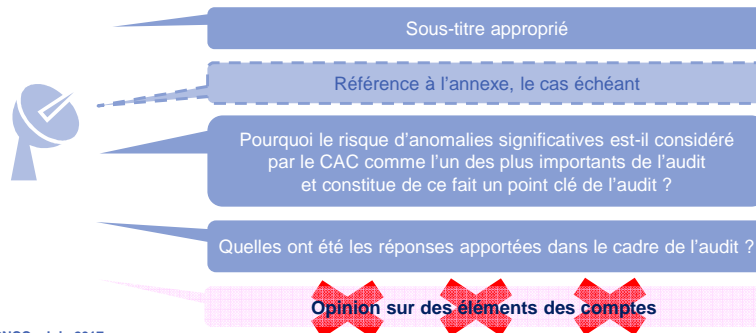 Sous-titre approprié
Référence à l'annexe, le cas échéant
Pourquoi le risque d'anomalies significatives est-il considéré
par le CAC comme l'un des plus importants de l'audit
et constitue de ce fait un point clé de l'audit ?
Quelles ont été les réponses apportées dans le cadre de l'audit ?
Opinion sur des éléments des comptes